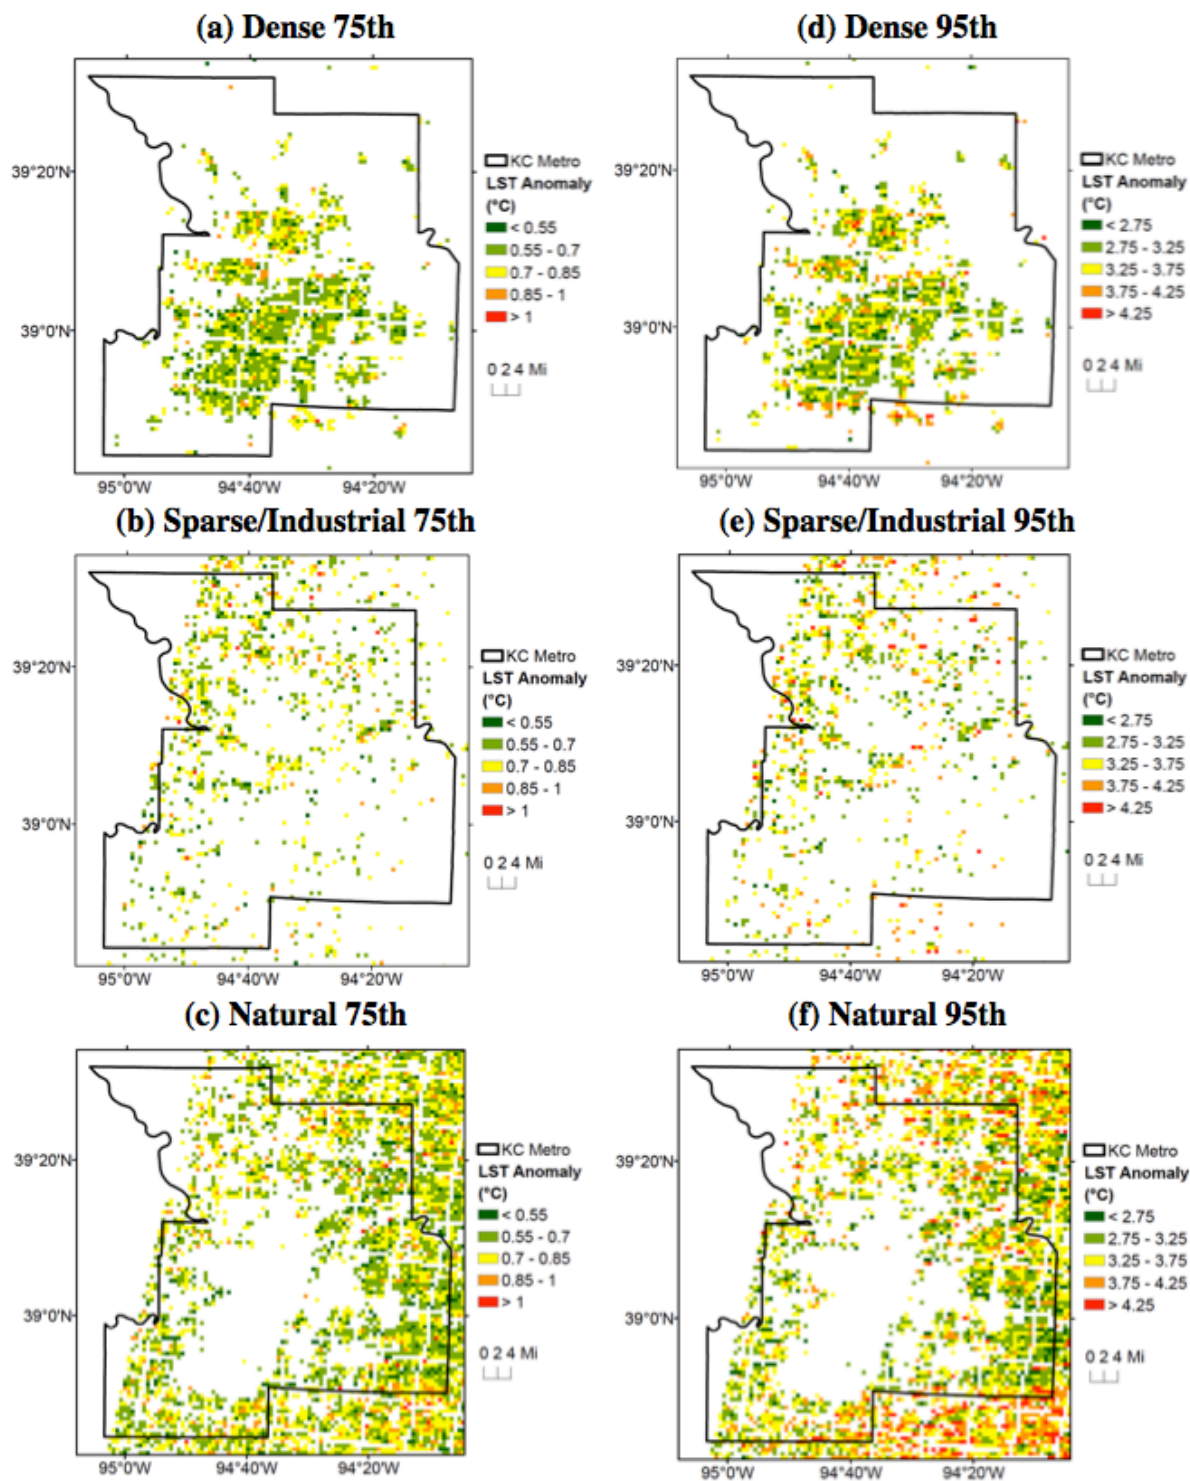 (a) Dense 75th
39°20'N
39°0'N
95°0'W 94°40'W 94°20'W
KC Metro
LST Anomaly
(°C)
< 0.55
0.55 - 0.7
0.7 - 0.85
0.85 - 1
> 1
0 2 4 Mi
(d) Dense 95th
39°20'N
39°0'N
95°0'W 94°40'W 94°20'W
KC Metro
LST Anomaly
(°C)
< 2.75
2.75 - 3.25
3.25 - 3.75
3.75 - 4.25
> 4.25
0 2 4 Mi
(b) Sparse/Industrial 75th
39°20'N
39°0'N
95°0'W 94°40'W 94°20'W
KC Metro
LST Anomaly
(°C)
< 0.55
0.55 - 0.7
0.7 - 0.85
0.85 - 1
> 1
0 2 4 Mi
(e) Sparse/Industrial 95th
39°20'N
39°0'N
95°0'W 94°40'W 94°20'W
KC Metro
LST Anomaly
(°C)
< 2.75
2.75 - 3.25
3.25 - 3.75
3.75 - 4.25
> 4.25
0 2 4 Mi
(c) Natural 75th
39°20'N
39°0'N
95°0'W 94°40'W 94°20'W
KC Metro
LST Anomaly
(°C)
< 0.55
0.55 - 0.7
0.7 - 0.85
0.85 - 1
> 1
0 2 4 Mi
(f) Natural 95th
39°20'N
39°0'N
95°0'W 94°40'W 94°20'W
KC Metro
LST Anomaly
(°C)
< 2.75
2.75 - 3.25
3.25 - 3.75
3.75 - 4.25
> 4.25
0 2 4 Mi